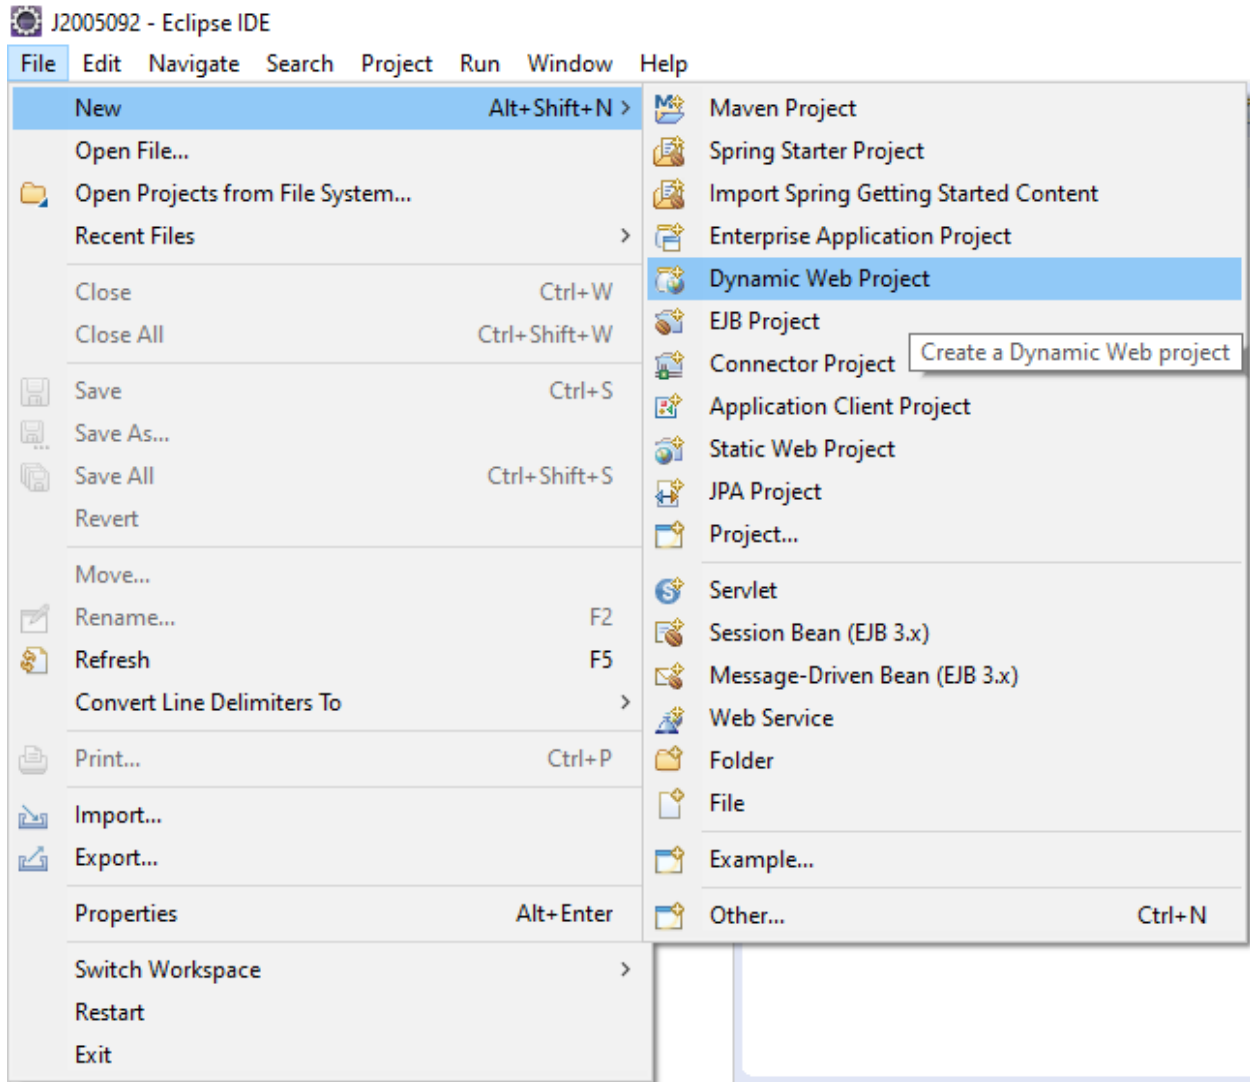 J2005092 - Eclipse IDE
File Edit Navigate Search Project Run Window Help
New Alt+Shift+N >
Open File...
Open Projects from File System...
Recent Files >
Close Ctrl+W
Close All Ctrl+Shift+W
Save Ctrl+S
Save As...
Save All Ctrl+Shift+S
Revert
Move...
Rename... F2
Refresh F5
Convert Line Delimiters To >
Print... Ctrl+P
Import...
Export...
Properties Alt+Enter
Switch Workspace >
Restart
Exit
Maven Project
Spring Starter Project
Import Spring Getting Started Content
Enterprise Application Project
Dynamic Web Project
EJB Project
Create a Dynamic Web project
Connector Project
Application Client Project
Static Web Project
JPA Project
Project...
Servlet
Session Bean (EJB 3.x)
Message-Driven Bean (EJB 3.x)
Web Service
Folder
File
Example...
Other... Ctrl+N